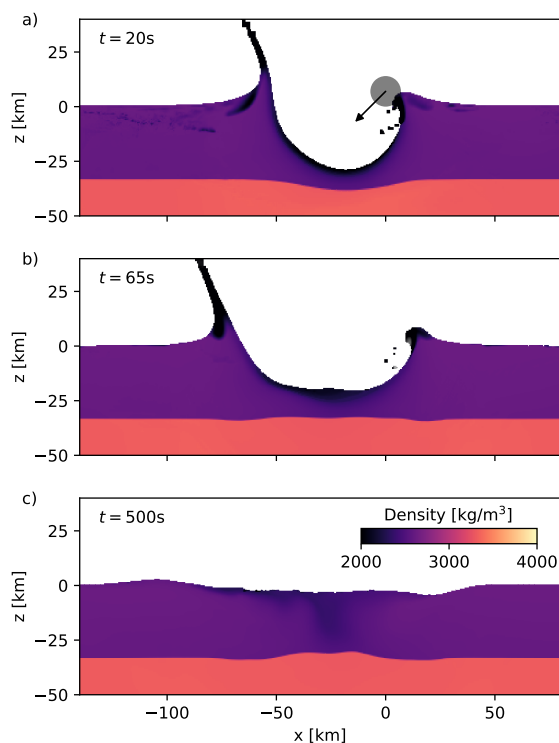 a)
t = 20s
z [km]
25
0
−25
−50
b)
t = 65s
z [km]
25
0
−25
−50
c)
t = 500s
Density [kg/m³]
2000 3000 4000
z [km]
25
0
−25
−50
−100 −50 0 50
x [km]